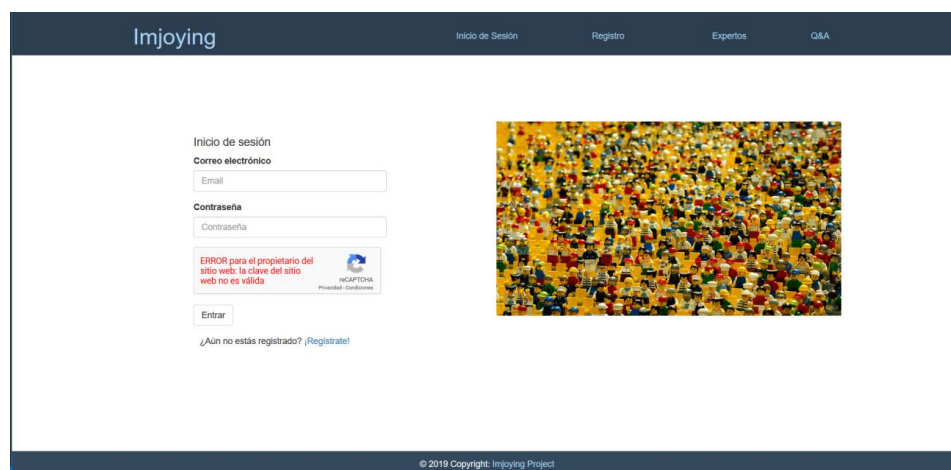 Imjoying
Inicio de Sesión
Registro
Expertos
Q&A
Inicio de sesión
Correo electrónico
Email
Contraseña
Contraseña
ERROR para el propietario del
sitio web: la clave del sitio
web no es válida
reCAPTCHA
Privacidad - Condiciones
Entrar
¿Aún no estás registrado? ¡Regístrate!
© 2019 Copyright: Imjoying Project